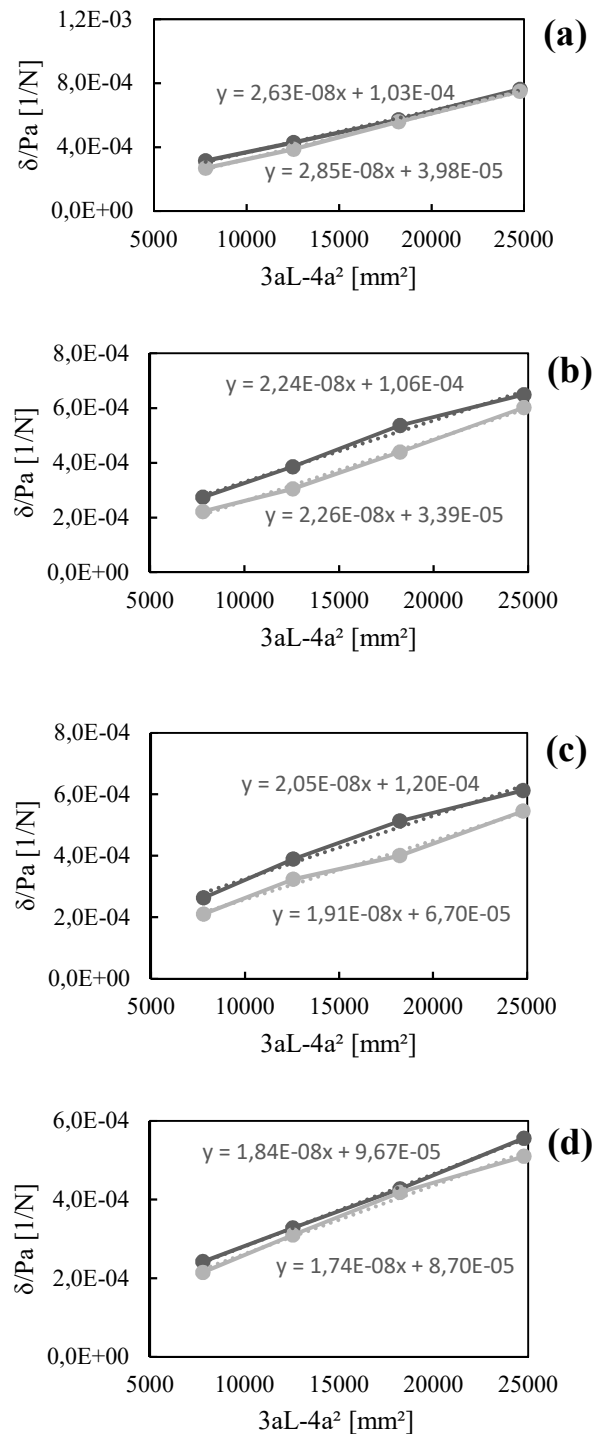 (a)
δ/Pa [1/N]
1,2E-03
8,0E-04
4,0E-04
0,0E+00
y = 2,63E-08x + 1,03E-04
y = 2,85E-08x + 3,98E-05
5000 10000 15000 20000 25000
3aL-4a² [mm²]
(b)
δ/Pa [1/N]
8,0E-04
6,0E-04
4,0E-04
2,0E-04
0,0E+00
y = 2,24E-08x + 1,06E-04
y = 2,26E-08x + 3,39E-05
5000 10000 15000 20000 25000
3aL-4a² [mm²]
(c)
δ/Pa [1/N]
8,0E-04
6,0E-04
4,0E-04
2,0E-04
0,0E+00
y = 2,05E-08x + 1,20E-04
y = 1,91E-08x + 6,70E-05
5000 10000 15000 20000 25000
3aL-4a² [mm²]
(d)
δ/Pa [1/N]
6,0E-04
4,0E-04
2,0E-04
0,0E+00
y = 1,84E-08x + 9,67E-05
y = 1,74E-08x + 8,70E-05
5000 10000 15000 20000 25000
3aL-4a² [mm²]